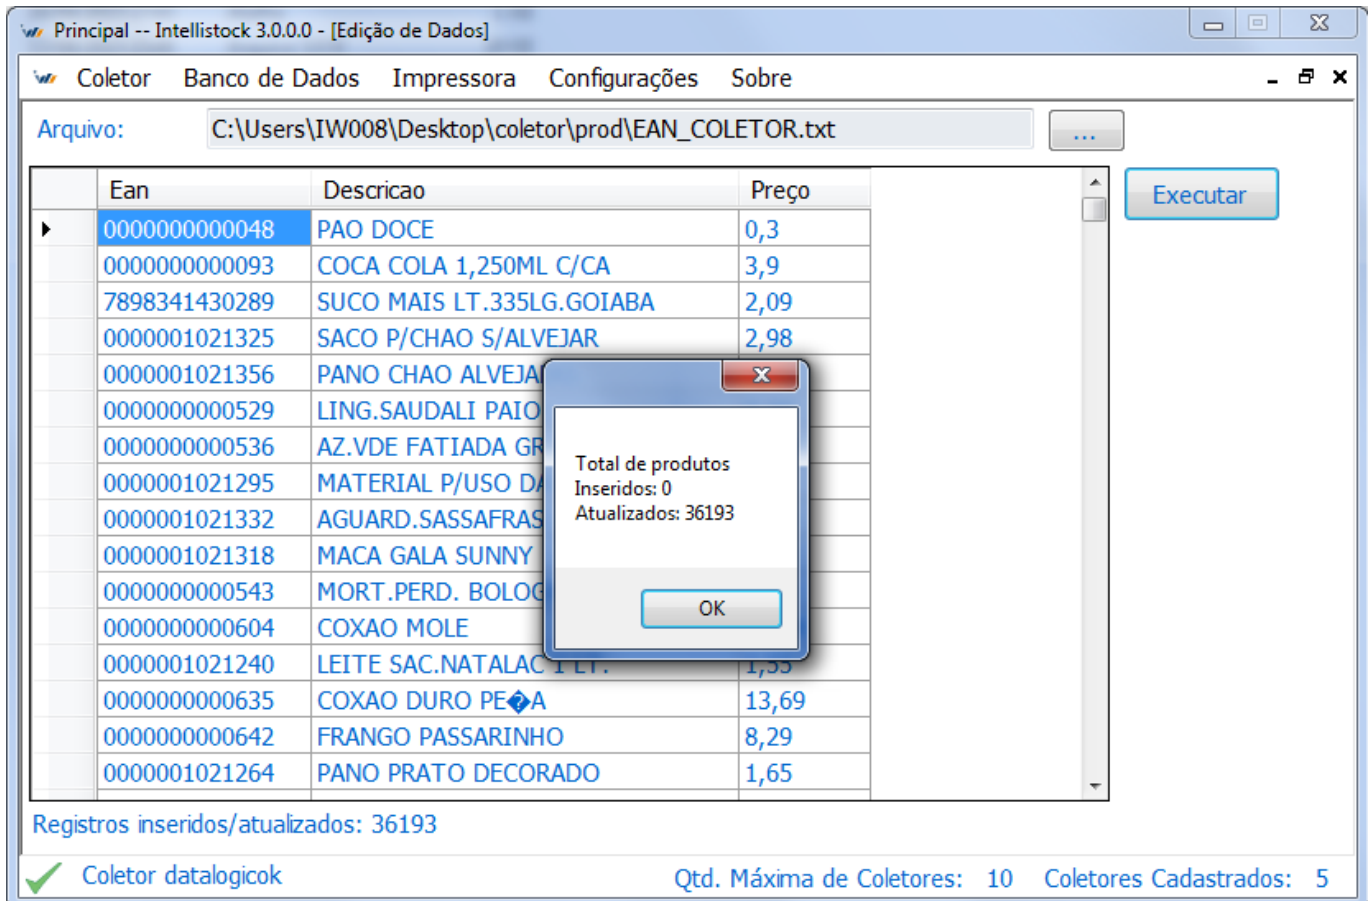 Principal -- Intellistock 3.0.0.0 - [Edição de Dados]
Coletor Banco de Dados Impressora Configurações Sobre
Arquivo: C:\Users\IW008\Desktop\coletor\prod\EAN_COLETOR.txt ...
Executar
Ean Descricao Preço
0000000000048 PAO DOCE 0,3
0000000000093 COCA COLA 1,250ML C/CA 3,9
7898341430289 SUCO MAIS LT.335LG.GOIABA 2,09
0000001021325 SACO P/CHAO S/ALVEJAR 2,98
0000001021356 PANO CHAO ALVEJA
0000000000529 LING.SAUDALI PAIO
0000000000536 AZ.VDE FATIADA GR
0000001021295 MATERIAL P/USO DA
0000001021332 AGUARD.SASSAFRAS
0000001021318 MACA GALA SUNNY
0000000000543 MORT.PERD. BOLOG
0000000000604 COXAO MOLE
0000001021240 LEITE SAC.NATALAC 1 LT. 1,55
0000000000635 COXAO DURO PE�A 13,69
0000000000642 FRANGO PASSARINHO 8,29
0000001021264 PANO PRATO DECORADO 1,65
Total de produtos
Inseridos: 0
Atualizados: 36193
OK
Registros inseridos/atualizados: 36193
Coletor datalogicok Qtd. Máxima de Coletores: 10 Coletores Cadastrados: 5